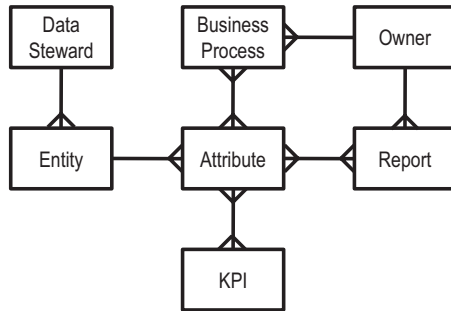 Data
Steward
Business
Process
Owner
Entity
Attribute
Report
KPI